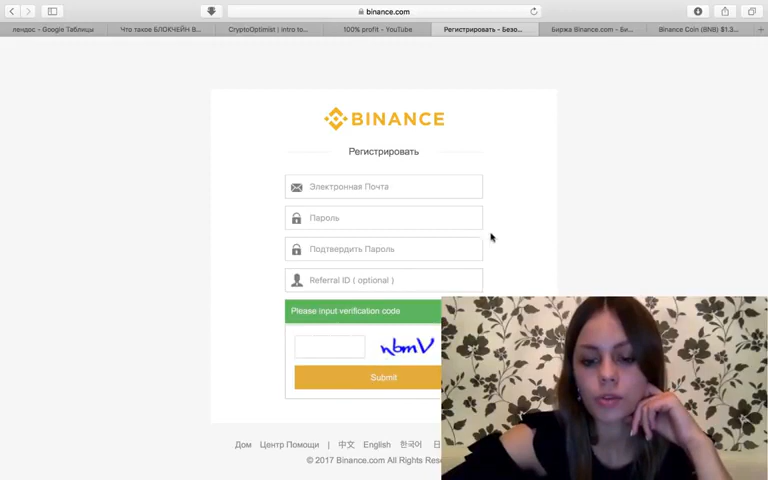 binance.com
лендос - Google Таблицы
Что такое БЛОКЧЕЙН В...
CryptoOptimist | intro to...
100% profit - YouTube
Регистрировать - Безо...
Биржа Binance.com - Би...
Binance Coin (BNB) $1.3...
BINANCE
Регистрировать
Электронная Почта
Пароль
Подтвердить Пароль
Referral ID ( optional )
Please input verification code
nbmV
Submit
Дом Центр Помощи | 中文 English 한국어 日
© 2017 Binance.com All Rights Res